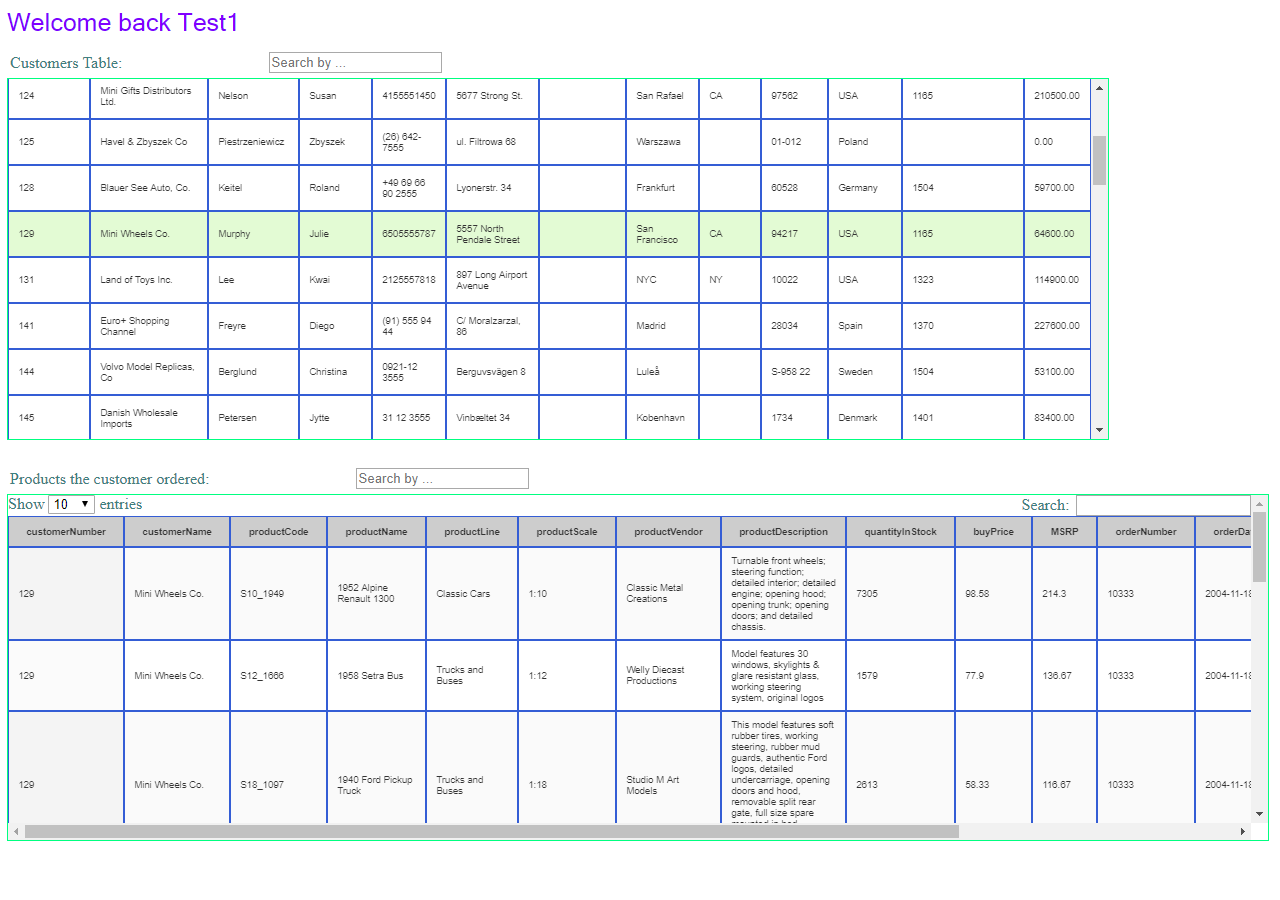 Welcome back Test1
Customers Table: Search by ...
124 Mini Gifts Distributors Ltd. Nelson Susan 4155551450 5677 Strong St. San Rafael CA 97562 USA 1165 210500.00
125 Havel & Zbyszek Co Piestrzeniewicz Zbyszek (26) 642-7555 ul. Filtrowa 68 Warszawa 01-012 Poland 0.00
128 Blauer See Auto, Co. Keitel Roland +49 69 66 90 2555 Lyonerstr. 34 Frankfurt 60528 Germany 1504 59700.00
129 Mini Wheels Co. Murphy Julie 6505555787 5557 North Pendale Street San Francisco CA 94217 USA 1165 64600.00
131 Land of Toys Inc. Lee Kwai 2125557818 897 Long Airport Avenue NYC NY 10022 USA 1323 114900.00
141 Euro+ Shopping Channel Freyre Diego (91) 555 94 44 C/ Moralzarzal, 86 Madrid 28034 Spain 1370 227600.00
144 Volvo Model Replicas, Co Berglund Christina 0921-12 3555 Berguvsvägen 8 Luleå S-958 22 Sweden 1504 53100.00
145 Danish Wholesale Imports Petersen Jytte 31 12 3555 Vinbæltet 34 Kobenhavn 1734 Denmark 1401 83400.00
Products the customer ordered: Search by ...
Show 10 entries Search:
customerNumber customerName productCode productName productLine productScale productVendor productDescription quantityInStock buyPrice MSRP orderNumber orderDa
129 Mini Wheels Co. S10_1949 1952 Alpine Renault 1300 Classic Cars 1:10 Classic Metal Creations Turnable front wheels; steering function; detailed interior; detailed engine; opening hood; opening trunk; opening doors; and detailed chassis. 7305 98.58 214.3 10333 2004-11-18
129 Mini Wheels Co. S12_1666 1958 Setra Bus Trucks and Buses 1:12 Welly Diecast Productions Model features 30 windows, skylights & glare resistant glass, working steering system, original logos 1579 77.9 136.67 10333 2004-11-18
129 Mini Wheels Co. S18_1097 1940 Ford Pickup Truck Trucks and Buses 1:18 Studio M Art Models This model features soft rubber tires, working steering, rubber mud guards, authentic Ford logos, detailed undercarriage, opening doors and hood, removable split rear gate, full size spare mounted in bed 2613 58.33 116.67 10333 2004-11-18